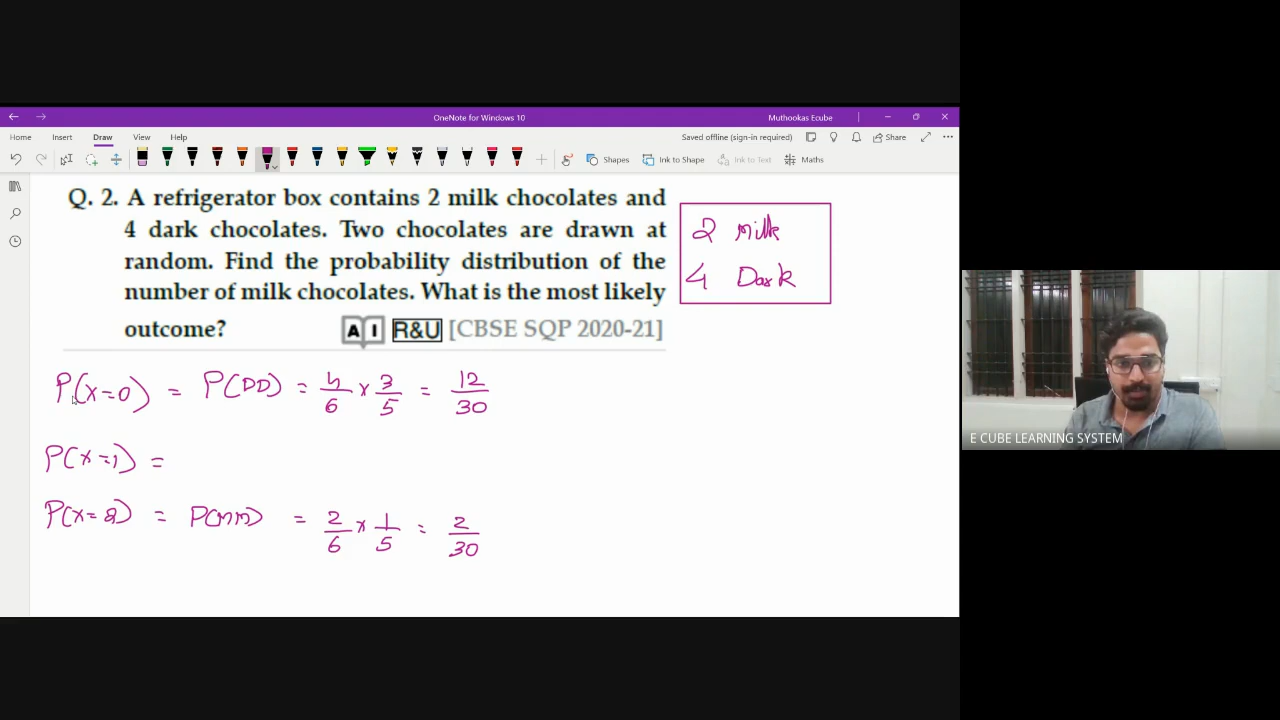 OneNote for Windows 10
Muthookas Ecube
Home Insert Draw View Help
Saved offline (sign-in required)
Share
Shapes
Ink to Shape
Ink to Text
Maths
Q. 2. A refrigerator box contains 2 milk chocolates and
4 dark chocolates. Two chocolates are drawn at
random. Find the probability distribution of the
number of milk chocolates. What is the most likely
outcome? AI R&U [CBSE SQP 2020-21]
2 Milk
4 Dark
P(x=0) = P(DD) = 4/6 × 3/5 = 12/30
P(x=1) =
P(x=2) = P(mm) = 2/6 × 1/5 = 2/30
E CUBE LEARNING SYSTEM